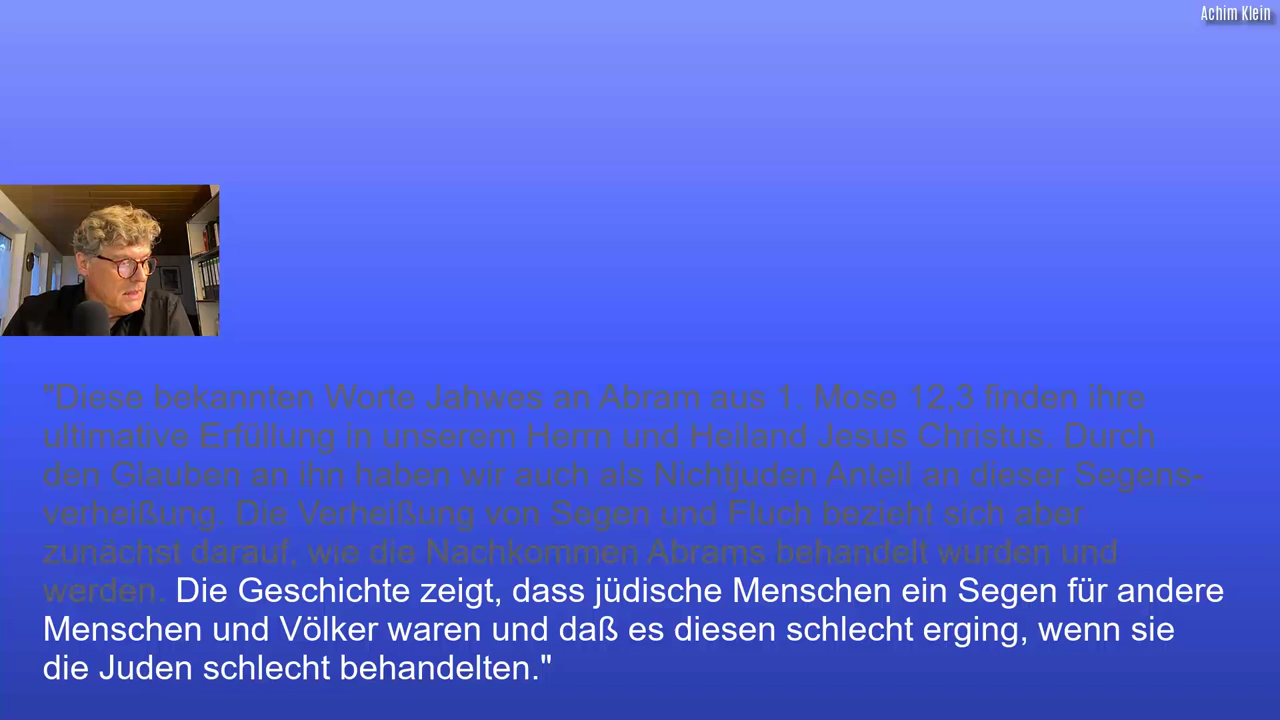 Achim Klein
"Diese bekannten Worte Jahwes an Abram aus 1. Mose 12,3 finden ihre
ultimative Erfüllung in unserem Herrn und Heiland Jesus Christus. Durch
den Glauben an ihn haben wir auch als Nichtjuden Anteil an dieser Segens-
verheißung. Die Verheißung von Segen und Fluch bezieht sich aber
zunächst darauf, wie die Nachkommen Abrams behandelt wurden und
werden. Die Geschichte zeigt, dass jüdische Menschen ein Segen für andere
Menschen und Völker waren und daß es diesen schlecht erging, wenn sie
die Juden schlecht behandelten."